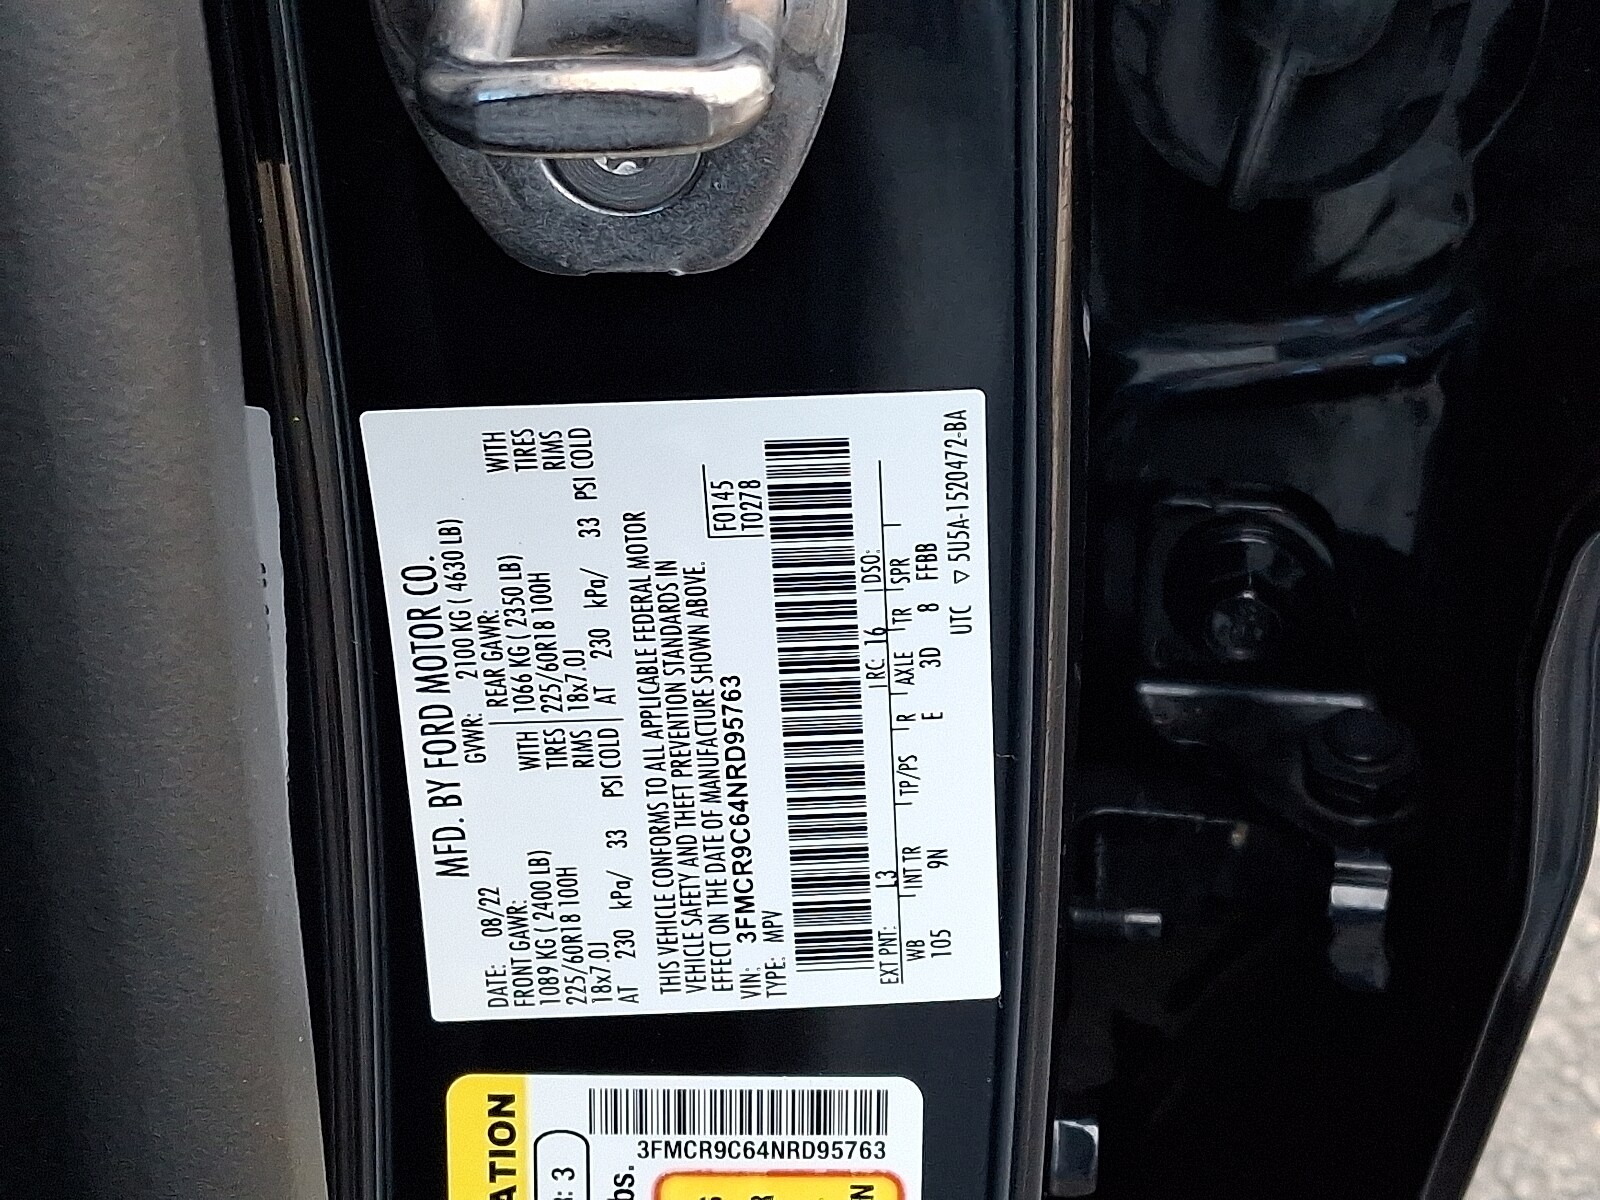 MFD. BY FORD MOTOR CO.
DATE: 08/22 GVWR: 2100 KG ( 4630 LB)
FRONT GAWR: REAR GAWR:
1089 KG ( 2400 LB) WITH 1066 KG ( 2350 LB) WITH
225/60R18 100H TIRES 225/60R18 100H TIRES
18x7.0J RIMS 18x7.0J RIMS
AT 230 kPa/ 33 PSI COLD AT 230 kPa/ 33 PSI COLD
THIS VEHICLE CONFORMS TO ALL APPLICABLE FEDERAL MOTOR
VEHICLE SAFETY AND THEFT PREVENTION STANDARDS IN
EFFECT ON THE DATE OF MANUFACTURE SHOWN ABOVE.
VIN: 3FMCR9C64NRD95763 F0145
TYPE: MPV T0278
EXT PNT: L3 RC: 16 DSO:
WB INT TR TP/PS R AXLE TR SPR
105 9N E 3D 8 FFBB
UTC ▽ 5U5A-1520472-BA
ATION
: 3
bs.
3FMCR9C64NRD95763